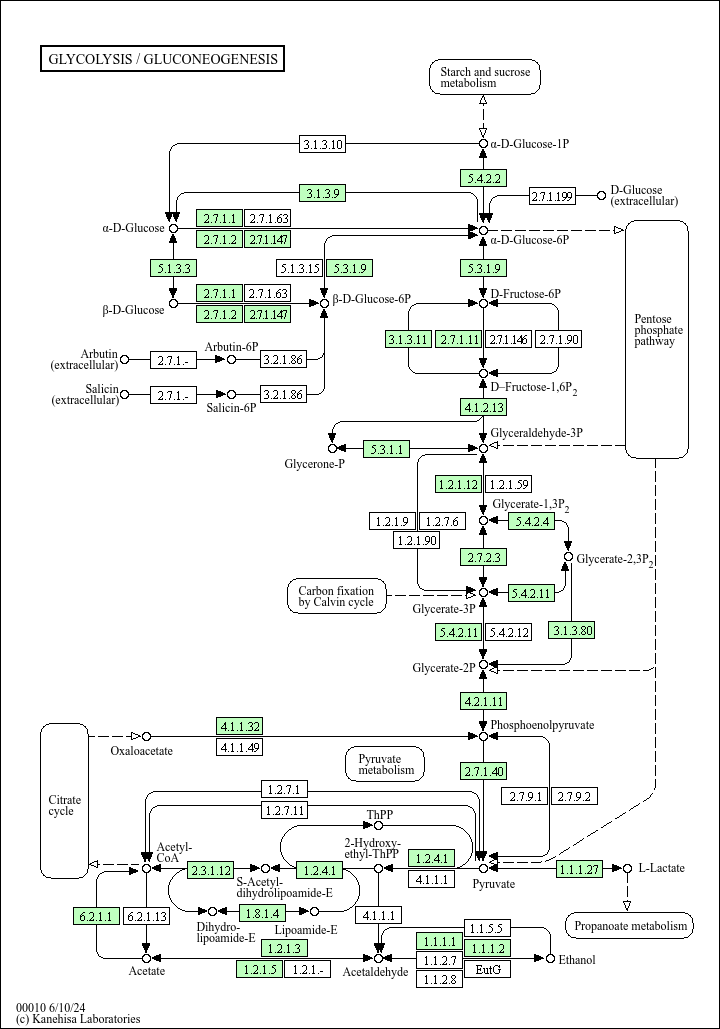 GLYCOLYSIS / GLUCONEOGENESIS
Starch and sucrose
metabolism
3.1.3.10
α-D-Glucose-1P
5.4.2.2
3.1.3.9
2.7.1.199
D-Glucose
(extracellular)
α-D-Glucose
2.7.1.1
2.7.1.63
2.7.1.2
2.7.1.147
α-D-Glucose-6P
5.1.3.3
5.1.3.15
5.3.1.9
5.3.1.9
β-D-Glucose
2.7.1.1
2.7.1.63
2.7.1.2
2.7.1.147
β-D-Glucose-6P
D-Fructose-6P
Pentose
phosphate
pathway
3.1.3.11
2.7.1.11
2.7.1.146
2.7.1.90
Arbutin
(extracellular)
2.7.1.-
Arbutin-6P
3.2.1.86
Salicin
(extracellular)
2.7.1.-
Salicin-6P
3.2.1.86
D-Fructose-1,6P2
4.1.2.13
Glyceraldehyde-3P
Glycerone-P
5.3.1.1
1.2.1.12
1.2.1.59
Glycerate-1,3P2
1.2.1.9
1.2.7.6
1.2.1.90
5.4.2.4
2.7.2.3
Glycerate-2,3P2
Carbon fixation
by Calvin cycle
Glycerate-3P
5.4.2.11
5.4.2.11
5.4.2.12
3.1.3.80
Glycerate-2P
4.2.1.11
Phosphoenolpyruvate
Oxaloacetate
4.1.1.32
4.1.1.49
Pyruvate
metabolism
2.7.1.40
2.7.9.1
2.7.9.2
Citrate
cycle
1.2.7.1
1.2.7.11
ThPP
Acetyl-
CoA
2-Hydroxy-
ethyl-ThPP
2.3.1.12
S-Acetyl-
dihydrolipoamide-E
1.2.4.1
1.2.4.1
4.1.1.1
Pyruvate
1.1.1.27
L-Lactate
Dihydro-
lipoamide-E
1.8.1.4
Lipoamide-E
Propanoate metabolism
6.2.1.1
6.2.1.13
4.1.1.1
1.1.5.5
1.2.1.3
1.1.1.1
1.1.1.2
1.1.2.7
EutG
1.1.2.8
Acetate
1.2.1.5
1.2.1.-
Acetaldehyde
Ethanol
00010 6/10/24
(c) Kanehisa Laboratories